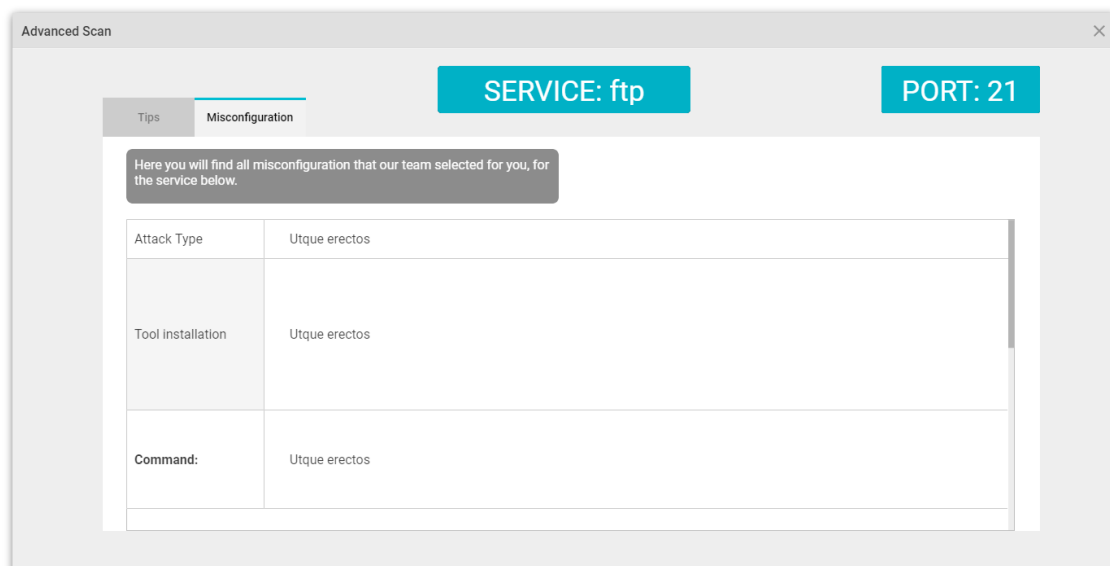 Advanced Scan
SERVICE: ftp
PORT: 21
Tips
Misconfiguration
Here you will find all misconfiguration that our team selected for you, for
the service below.
Attack Type
Utque erectos
Tool installation
Utque erectos
Command:
Utque erectos